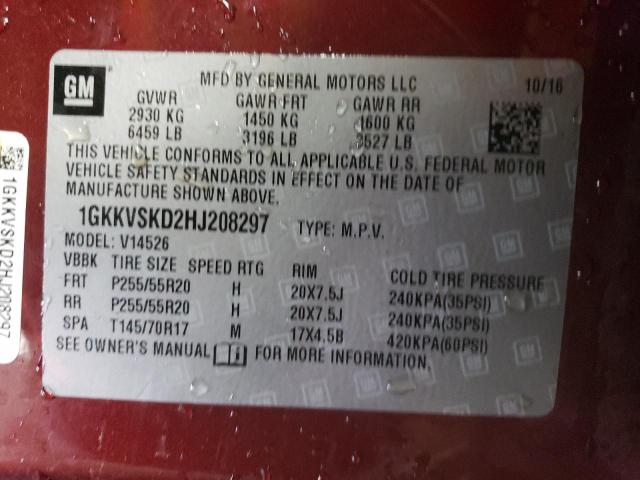 GM
MFD BY GENERAL MOTORS LLC 10/16
GVWR GAWR FRT GAWR RR
2930 KG 1450 KG 1600 KG
6459 LB 3196 LB 3527 LB
THIS VEHICLE CONFORMS TO ALL APPLICABLE U.S. FEDERAL MOTOR
VEHICLE SAFETY STANDARDS IN EFFECT ON THE DATE OF
MANUFACTURE SHOWN ABOVE.
1GKKVSKD2HJ208297 TYPE: M.P.V.
MODEL: V14526
VBBK TIRE SIZE SPEED RTG RIM COLD TIRE PRESSURE
FRT P255/55R20 H 20X7.5J 240KPA(35PSI)
RR P255/55R20 H 20X7.5J 240KPA(35PSI)
SPA T145/70R17 M 17X4.5B 420KPA(60PSI)
SEE OWNER'S MANUAL FOR MORE INFORMATION.
1GKKVSKD2HJ208297